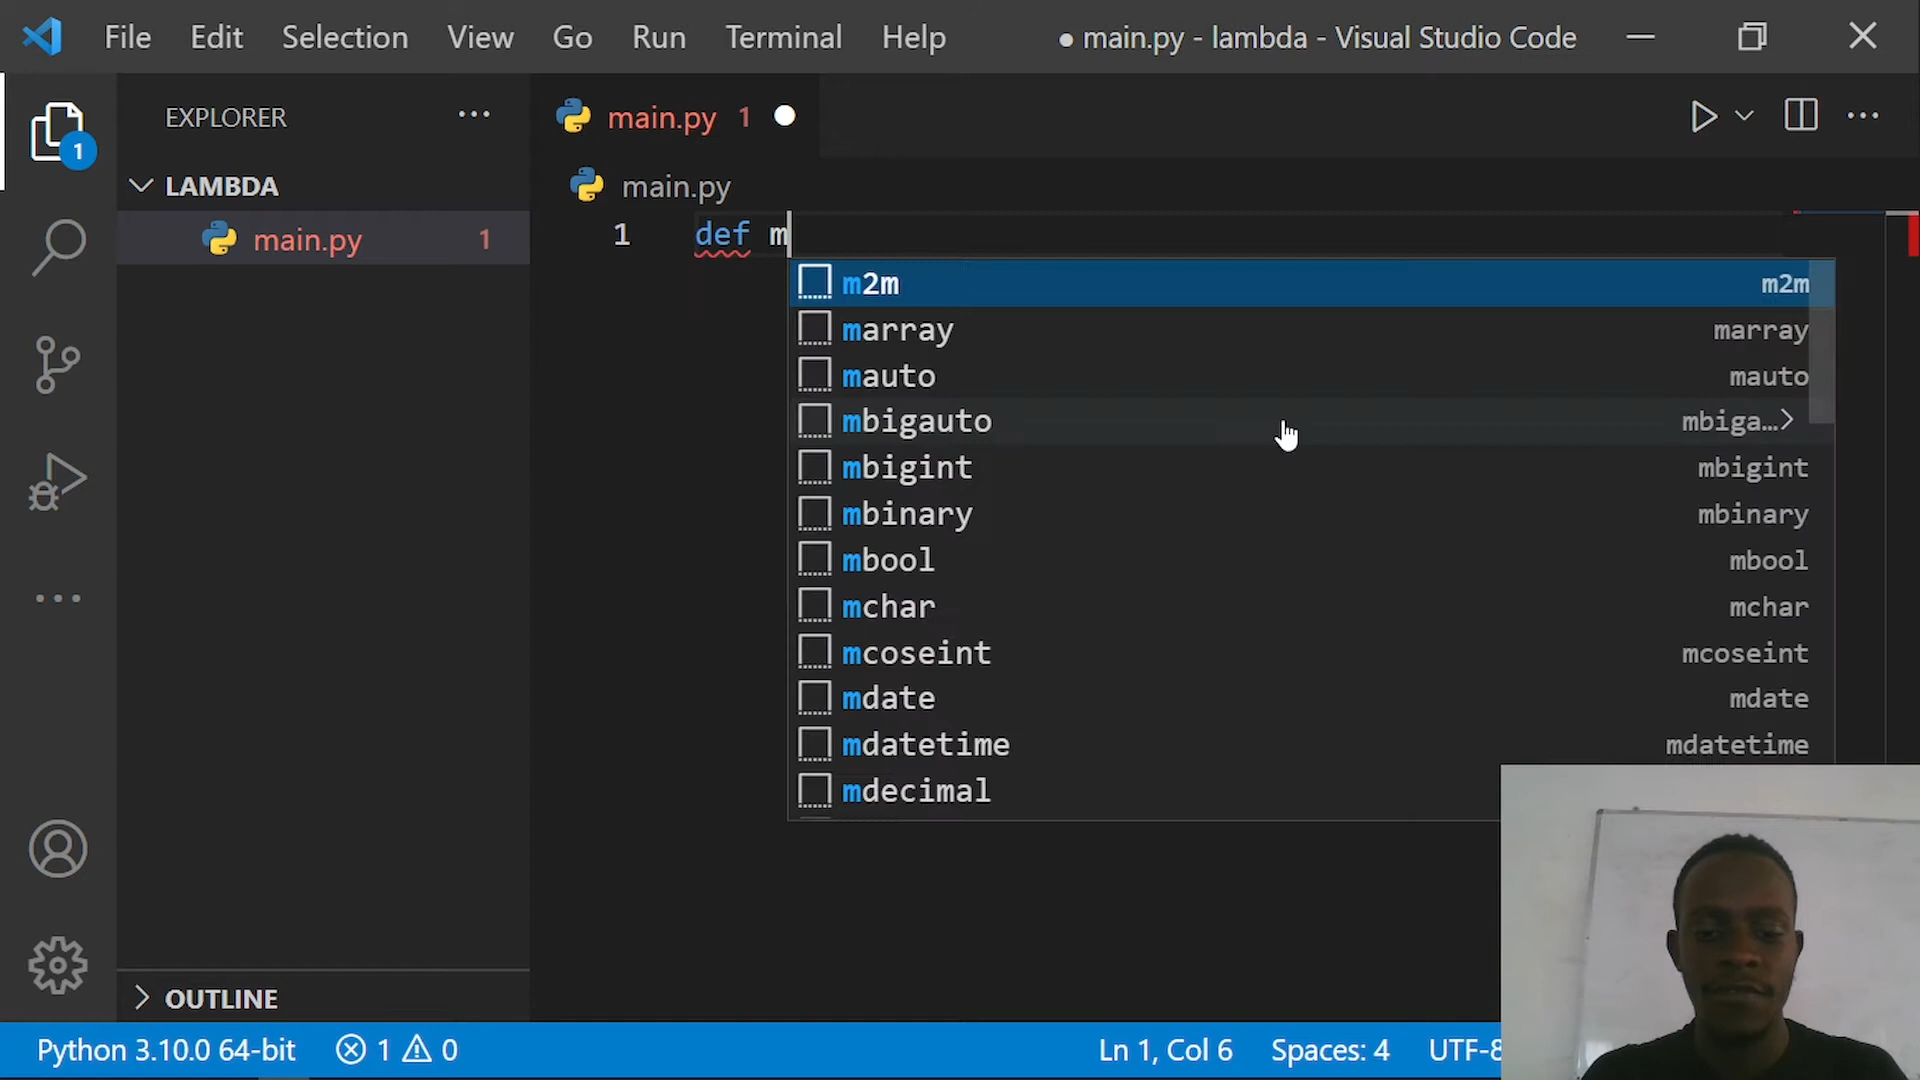 File Edit Selection View Go Run Terminal Help ● main.py - lambda - Visual Studio Code
EXPLORER
main.py 1
1
LAMBDA
main.py
main.py 1
1 def m
m2m m2m
marray marray
mauto mauto
mbigauto mbiga...
mbigint mbigint
mbinary mbinary
mbool mbool
mchar mchar
mcoseint mcoseint
mdate mdate
mdatetime mdatetime
mdecimal
OUTLINE
Python 3.10.0 64-bit 1 0 Ln 1, Col 6 Spaces: 4 UTF-8